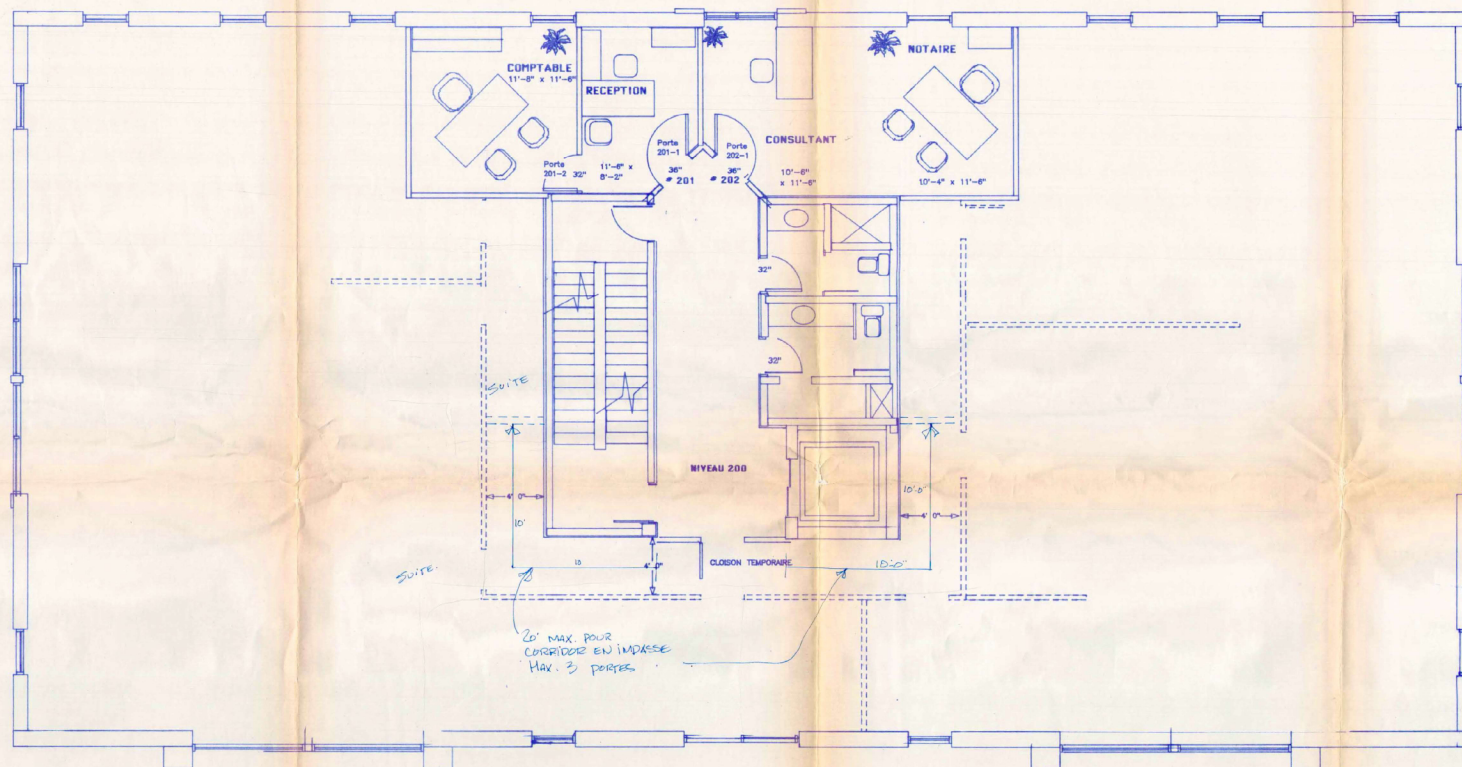 NOTAIRE
COMPTABLE
11'-8" x 11'-6"
RECEPTION
CONSULTANT
Porte
201-1
36"
# 201
Porte
202-1
36"
# 202
Porte
201-2 32"
11'-6" x
8'-2"
10'-6"
x 11'-6"
10'-4" x 11'-6"
32"
32"
SUITE
NIVEAU 200
4' 0"
10'
10'-0"
4' 0"
SUITE.
10
4'-0"
CLOISON TEMPORAIRE
10'-0"
20' MAX. POUR
CORRIDOR EN IMPASSE
MAX. 3 PORTES